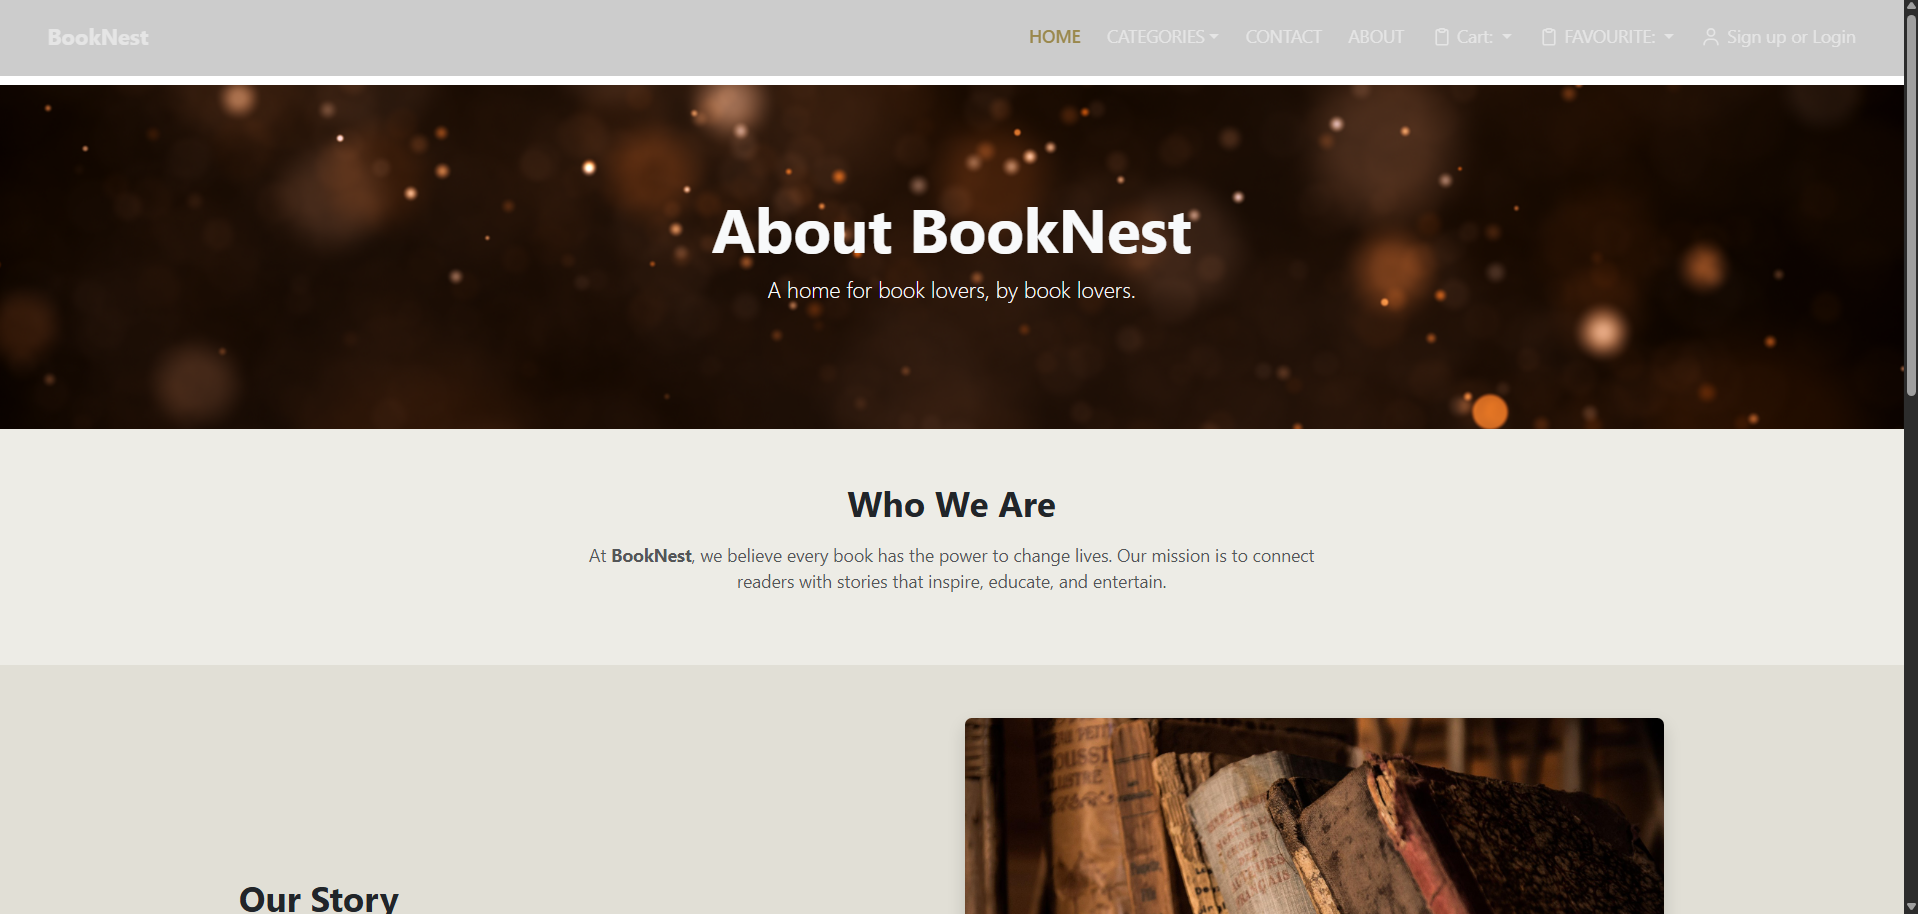 BookNest
HOME CATEGORIES CONTACT ABOUT Cart: FAVOURITE: Sign up or Login
About BookNest
A home for book lovers, by book lovers.
Who We Are
At BookNest, we believe every book has the power to change lives. Our mission is to connect
readers with stories that inspire, educate, and entertain.
Our Story